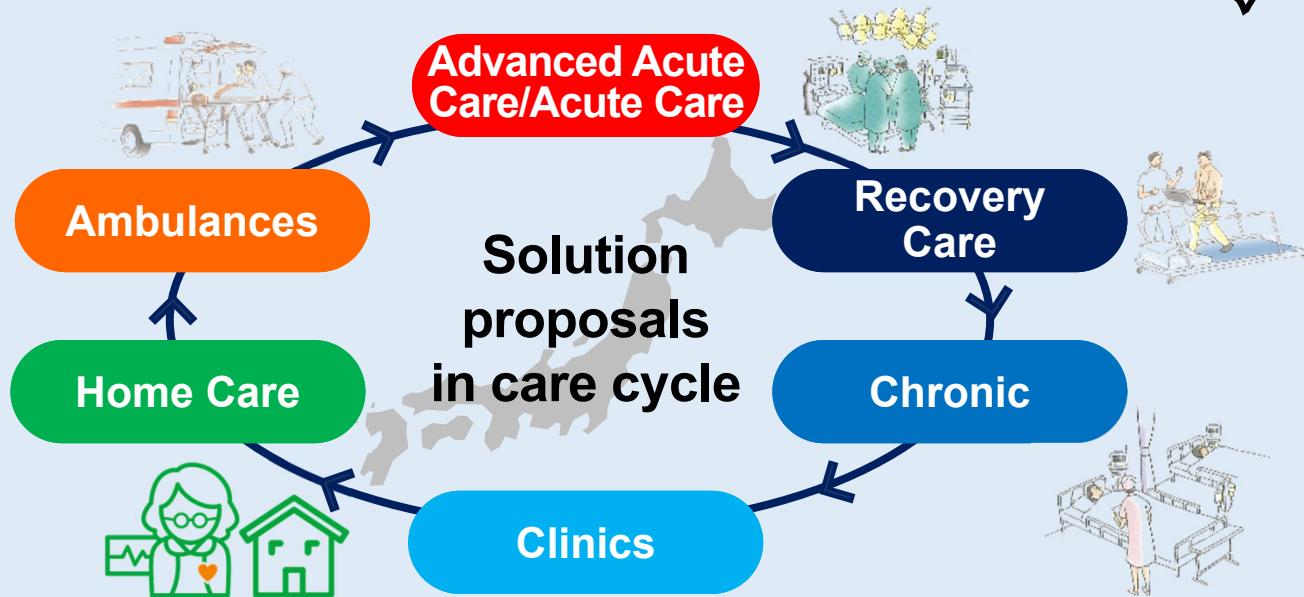 Advanced Acute
Care/Acute Care
Ambulances
Recovery
Care
Solution
proposals
in care cycle
Home Care
Chronic
Clinics